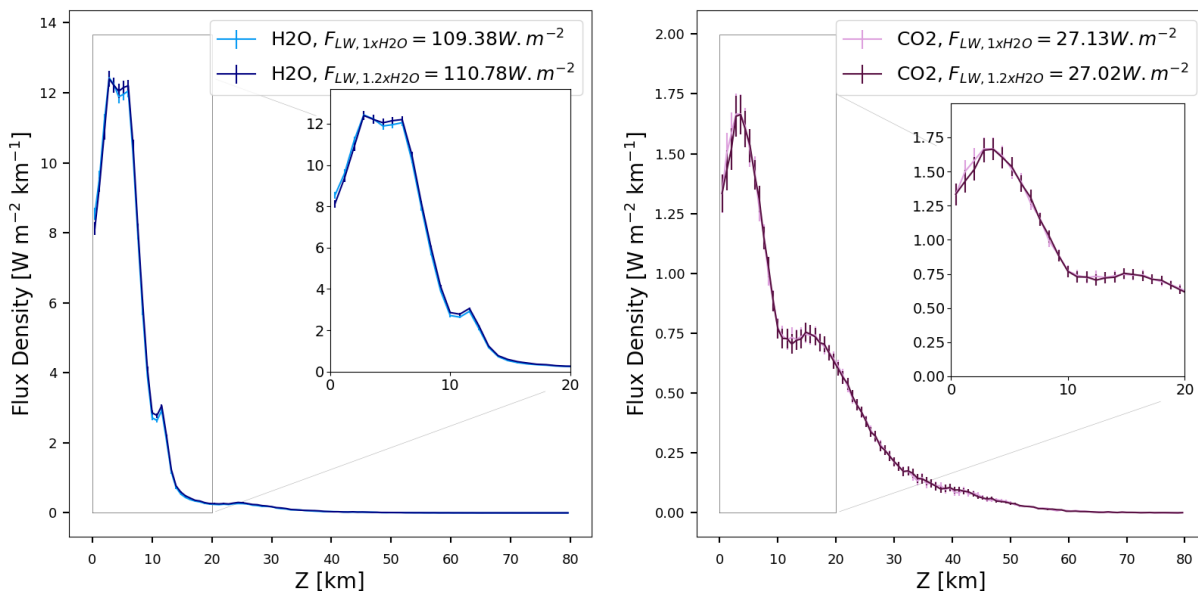 H2O, F_{LW, 1xH2O} = 109.38W.m^{-2}
H2O, F_{LW, 1.2xH2O} = 110.78W.m^{-2}
Flux Density [W m^{-2} km^{-1}]
14
12
10
8
6
4
2
0
0 10 20 30 40 50 60 70 80
Z [km]
12
10
8
6
4
2
0
0 10 20
CO2, F_{LW, 1xH2O} = 27.13W.m^{-2}
CO2, F_{LW, 1.2xH2O} = 27.02W.m^{-2}
Flux Density [W m^{-2} km^{-1}]
2.00
1.75
1.50
1.25
1.00
0.75
0.50
0.25
0.00
0 10 20 30 40 50 60 70 80
Z [km]
1.75
1.50
1.25
1.00
0.75
0.50
0.25
0.00
0 10 20